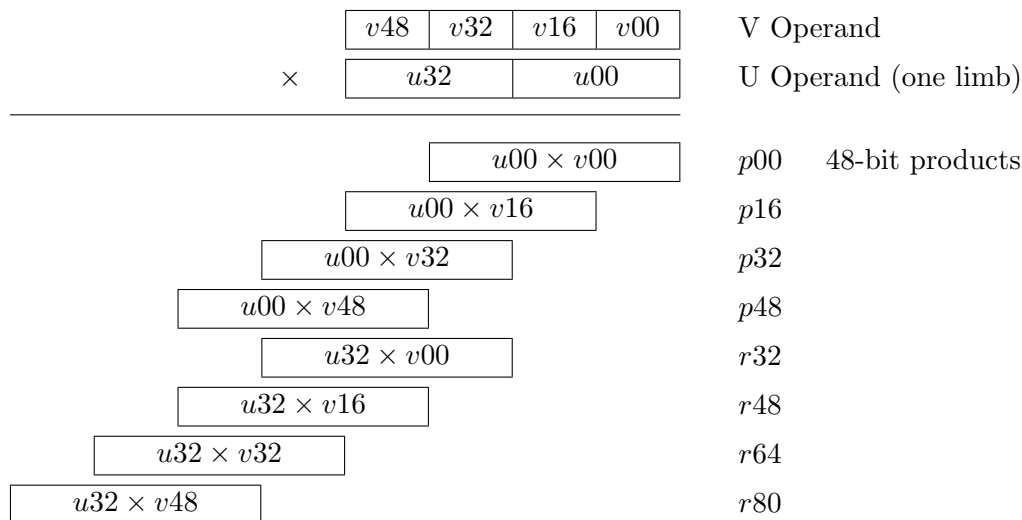 v48 v32 v16 v00 V Operand
× u32 u00 U Operand (one limb)
u00 × v00 p00 48-bit products
u00 × v16 p16
u00 × v32 p32
u00 × v48 p48
u32 × v00 r32
u32 × v16 r48
u32 × v32 r64
u32 × v48 r80